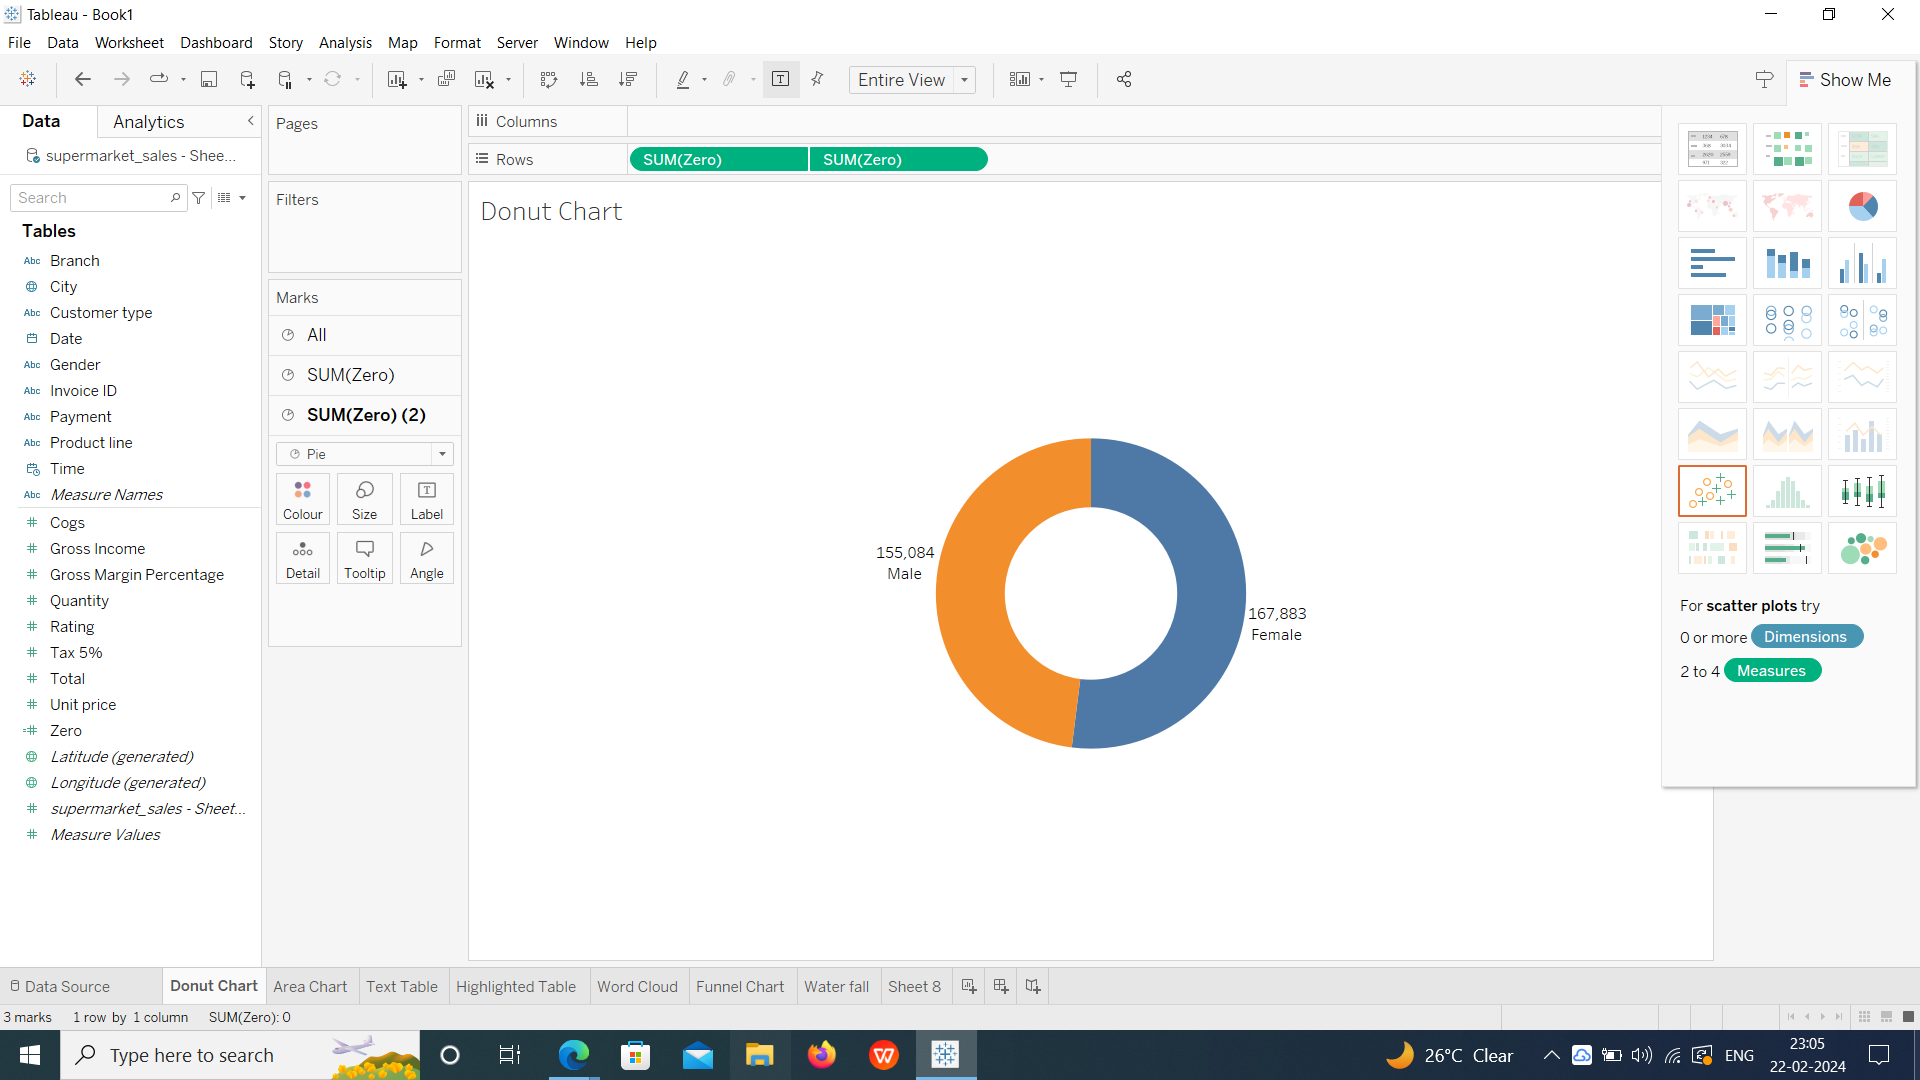 Tableau - Book1
File Data Worksheet Dashboard Story Analysis Map Format Server Window Help
Entire View
Show Me
Data Analytics
supermarket_sales - Shee...
Search
Tables
Abc Branch
City
Abc Customer type
Date
Abc Gender
Abc Invoice ID
Abc Payment
Abc Product line
Time
Abc Measure Names
Cogs
Gross Income
Gross Margin Percentage
Quantity
Rating
Tax 5%
Total
Unit price
Zero
Latitude (generated)
Longitude (generated)
supermarket_sales - Sheet...
Measure Values
Pages
Filters
Marks
All
SUM(Zero)
SUM(Zero) (2)
Pie
Colour Size Label
Detail Tooltip Angle
Columns
Rows SUM(Zero) SUM(Zero)
Donut Chart
155,084
Male
167,883
Female
For scatter plots try
0 or more Dimensions
2 to 4 Measures
Data Source Donut Chart Area Chart Text Table Highlighted Table Word Cloud Funnel Chart Water fall Sheet 8
3 marks 1 row by 1 column SUM(Zero): 0
Type here to search
26°C Clear
ENG
23:05
22-02-2024